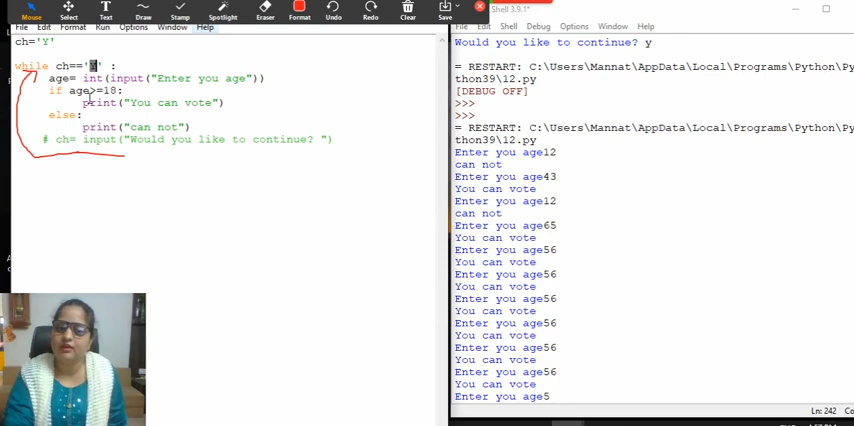 Mouse Select Text Draw Stamp Spotlight Eraser Format Undo Redo Clear Save
File Edit Format Run Options Window Help
ch='Y'
while ch==' ' :
age= int(input("Enter you age"))
if age>=18:
print("You can vote")
else:
print("can not")
# ch= input("Would you like to continue? ")
Shell 3.9.1*
File Edit Shell Debug Options Window Help
Would you like to continue? y
= RESTART: C:\Users\Mannat\AppData\Local\Programs\Python\Py
thon39\12.py
[DEBUG OFF]
>>>
>>>
= RESTART: C:\Users\Mannat\AppData\Local\Programs\Python\Py
thon39\12.py
Enter you age12
can not
Enter you age43
You can vote
Enter you age12
can not
Enter you age65
You can vote
Enter you age56
You can vote
Enter you age56
You can vote
Enter you age56
You can vote
Enter you age56
You can vote
Enter you age56
You can vote
Enter you age56
You can vote
Enter you age5
Ln: 242